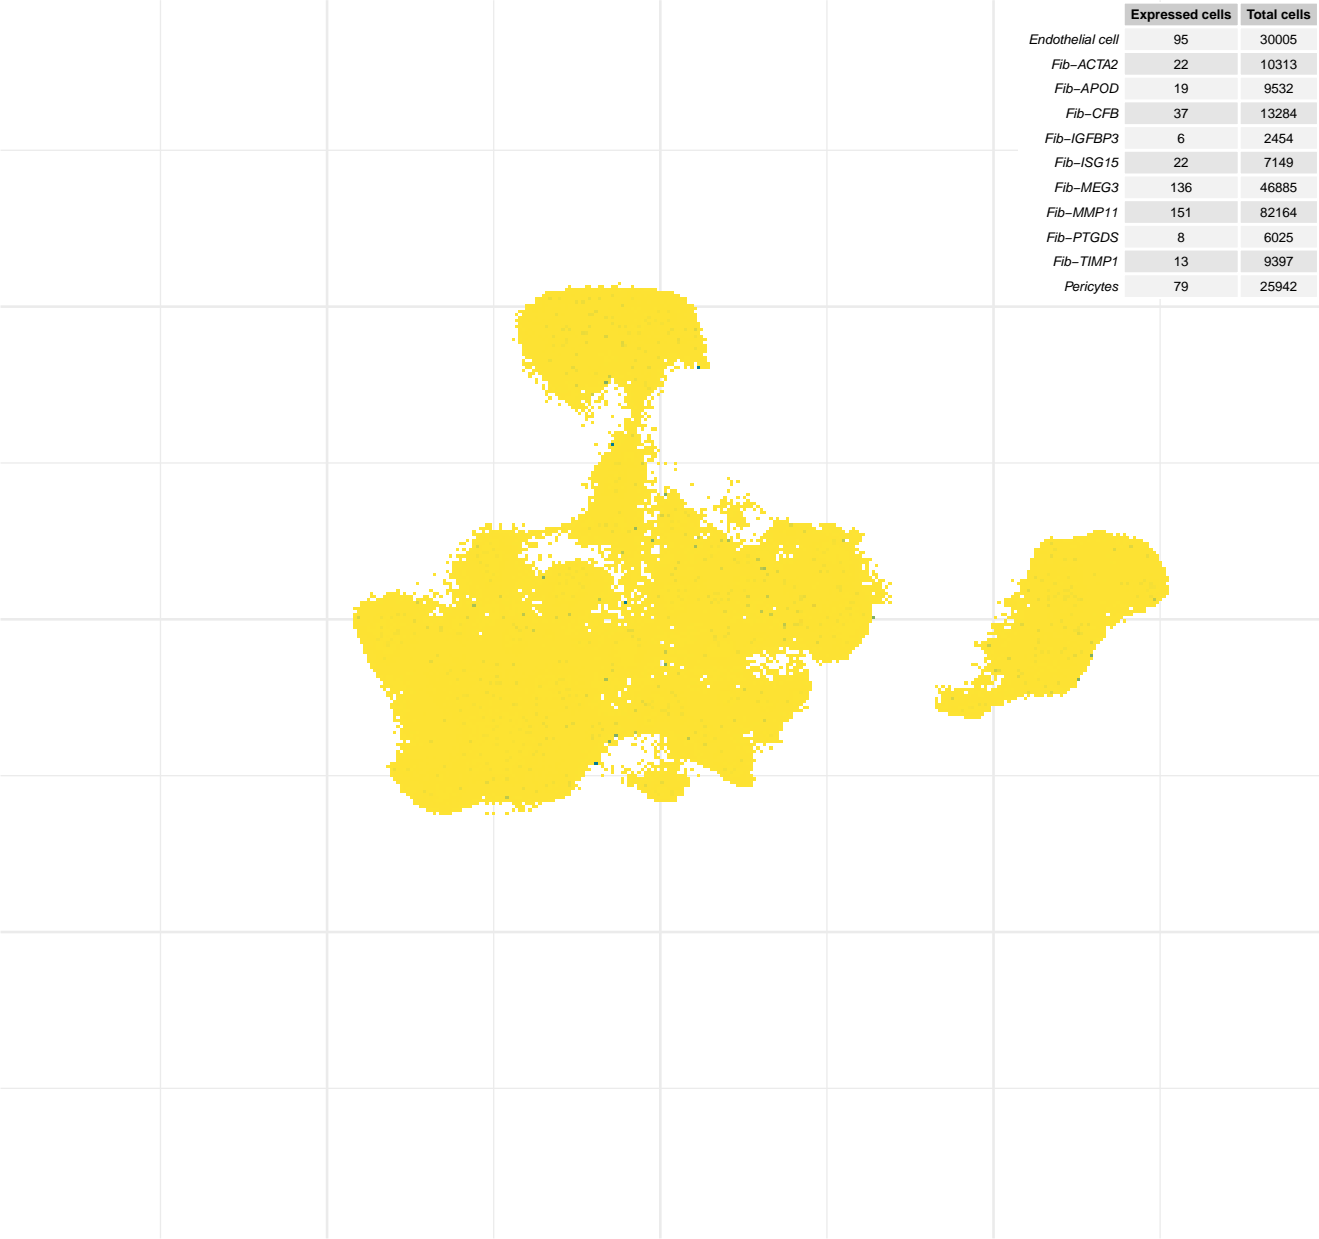 Expressed cells Total cells
Endothelial cell 95 30005
Fib−ACTA2 22 10313
Fib−APOD 19 9532
Fib−CFB 37 13284
Fib−IGFBP3 6 2454
Fib−ISG15 22 7149
Fib−MEG3 136 46885
Fib−MMP11 151 82164
Fib−PTGDS 8 6025
Fib−TIMP1 13 9397
Pericytes 79 25942